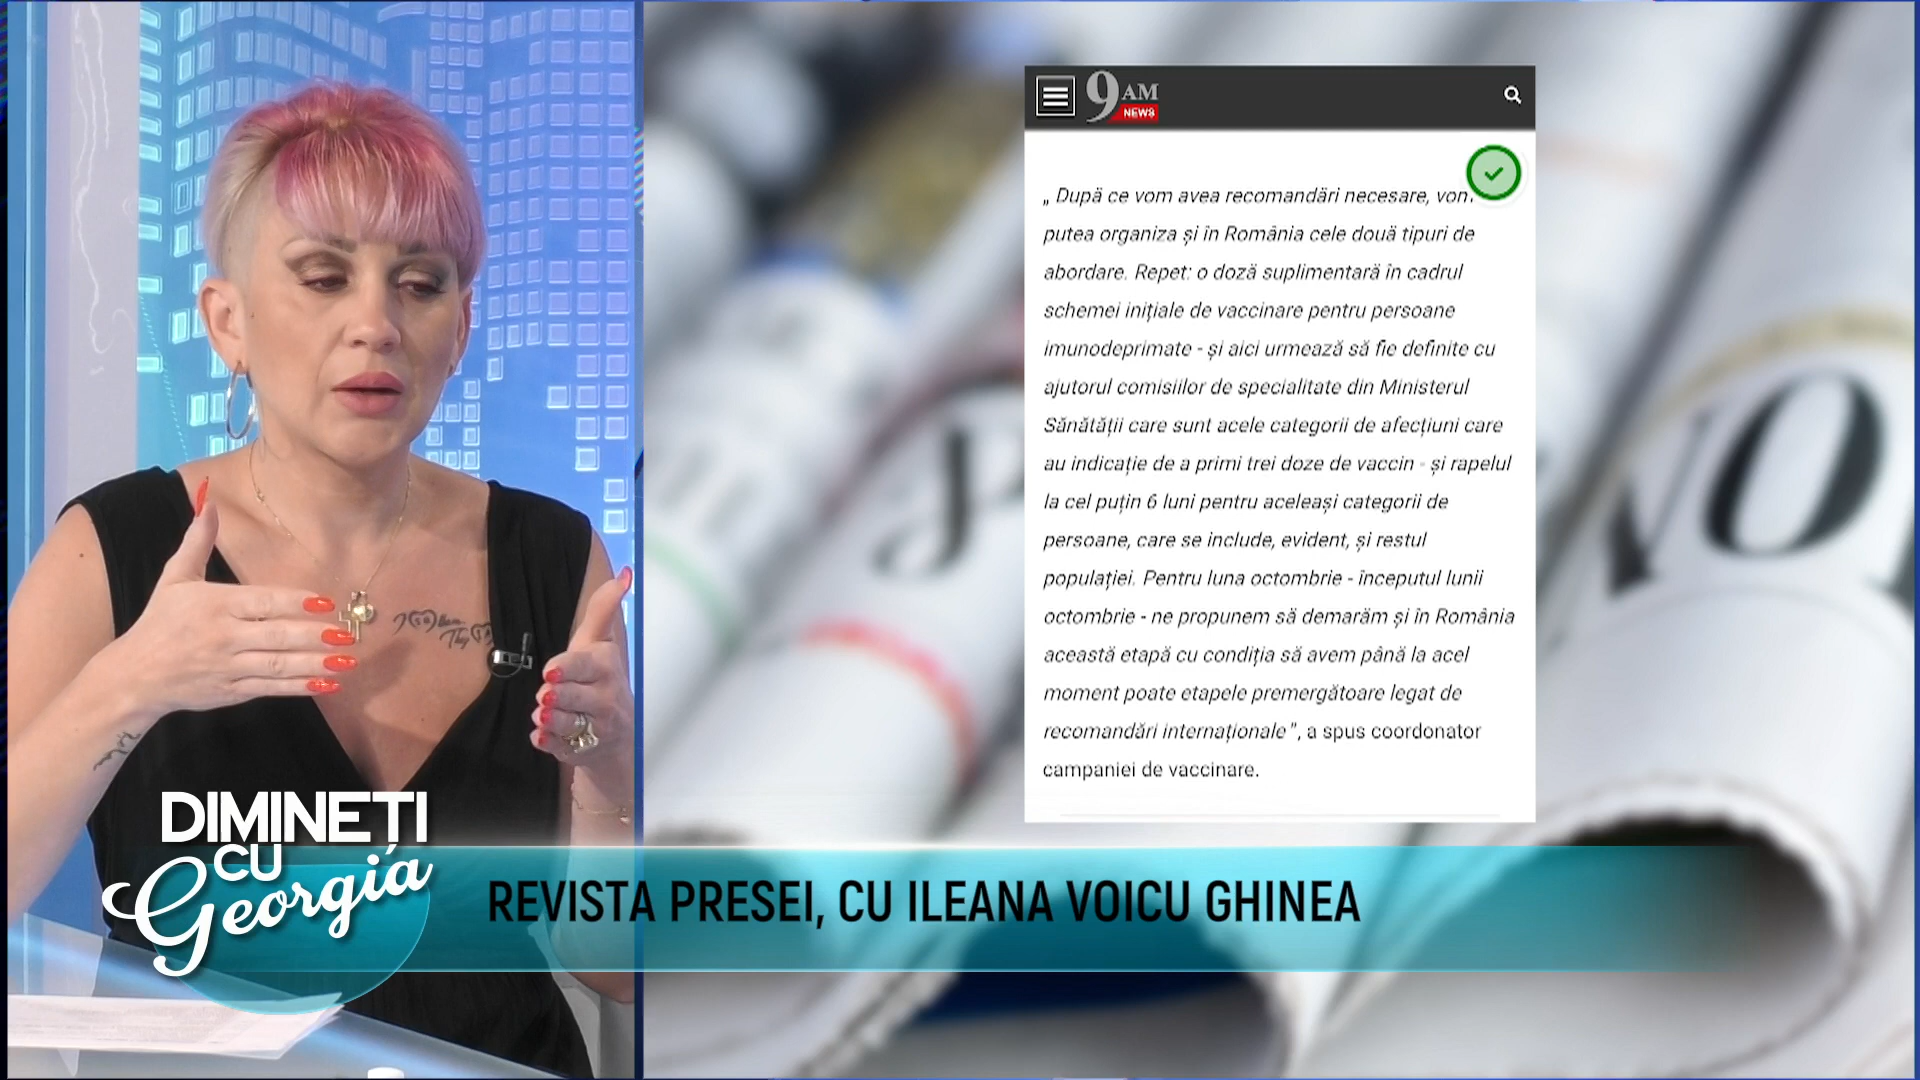 9 AM
NEWS
„ După ce vom avea recomandări necesare, vom
putea organiza și în România cele două tipuri de
abordare. Repet: o doză suplimentară în cadrul
schemei inițiale de vaccinare pentru persoane
imunodeprimate - și aici urmează să fie definite cu
ajutorul comisiilor de specialitate din Ministerul
Sănătății care sunt acele categorii de afecțiuni care
au indicație de a primi trei doze de vaccin - și rapelul
la cel puțin 6 luni pentru aceleași categorii de
persoane, care se include, evident, și restul
populației. Pentru luna octombrie - începutul lunii
octombrie - ne propunem să demarăm și în România
această etapă cu condiția să avem până la acel
moment poate etapele premergătoare legat de
recomandări internaționale ”, a spus coordonator
campaniei de vaccinare.
DIMINEȚI
CU
Georgia
REVISTA PRESEI, CU ILEANA VOICU GHINEA